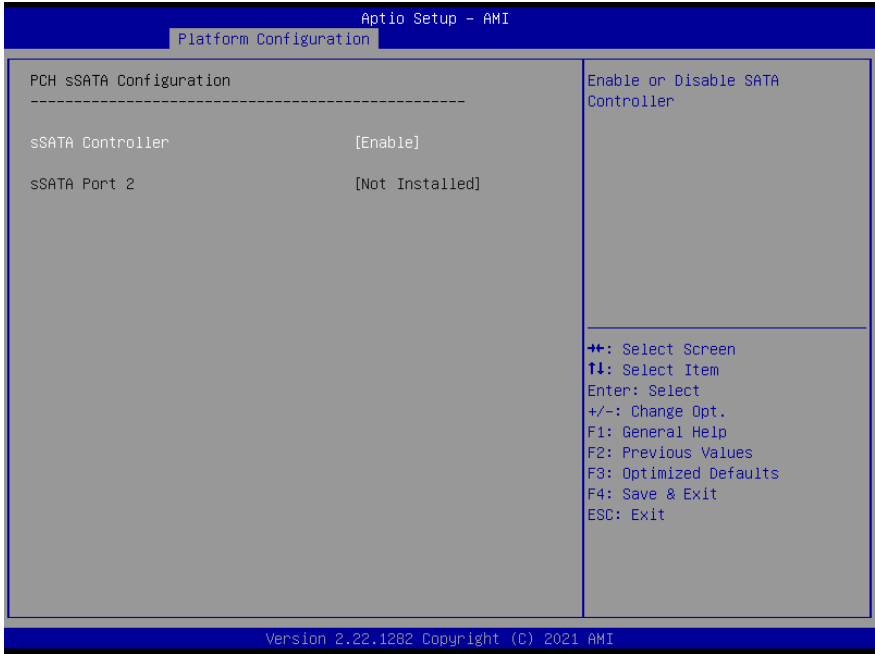 Aptio Setup – AMI
Platform Configuration
PCH sSATA Configuration
--------------------------------------------------
sSATA Controller [Enable]
sSATA Port 2 [Not Installed]
Enable or Disable SATA
Controller
→←: Select Screen
↑↓: Select Item
Enter: Select
+/-: Change Opt.
F1: General Help
F2: Previous Values
F3: Optimized Defaults
F4: Save & Exit
ESC: Exit
Version 2.22.1282 Copyright (C) 2021 AMI